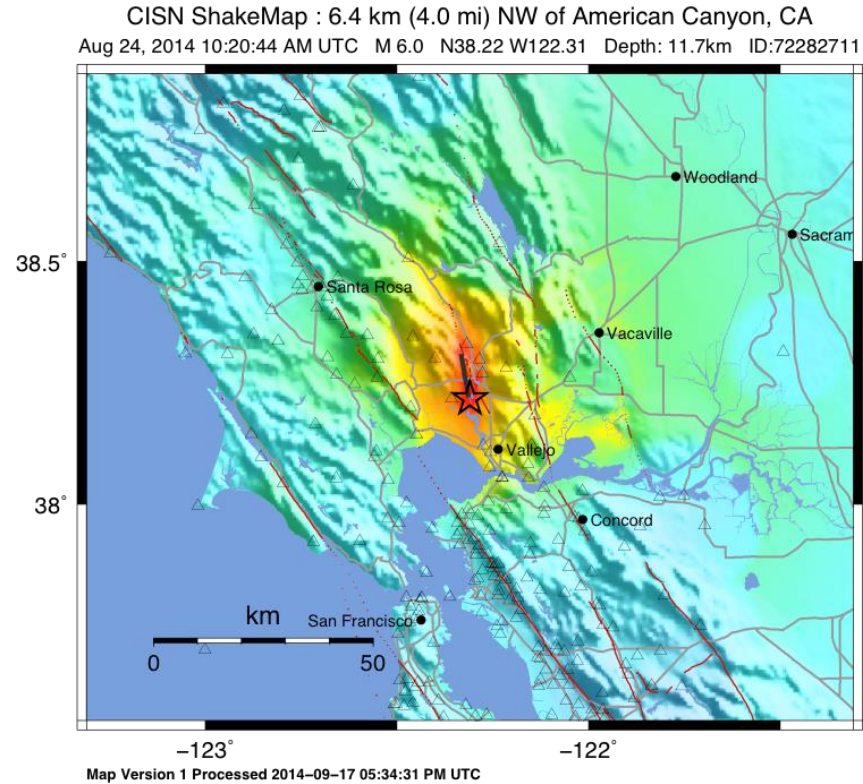 CISN ShakeMap : 6.4 km (4.0 mi) NW of American Canyon, CA
Aug 24, 2014 10:20:44 AM UTC M 6.0 N38.22 W122.31 Depth: 11.7km ID:72282711
Woodland
Sacram
38.5°
Santa Rosa
Vacaville
Vallejo
38°
Concord
San Francisco
km
0 50
−123° −122°
Map Version 1 Processed 2014−09−17 05:34:31 PM UTC